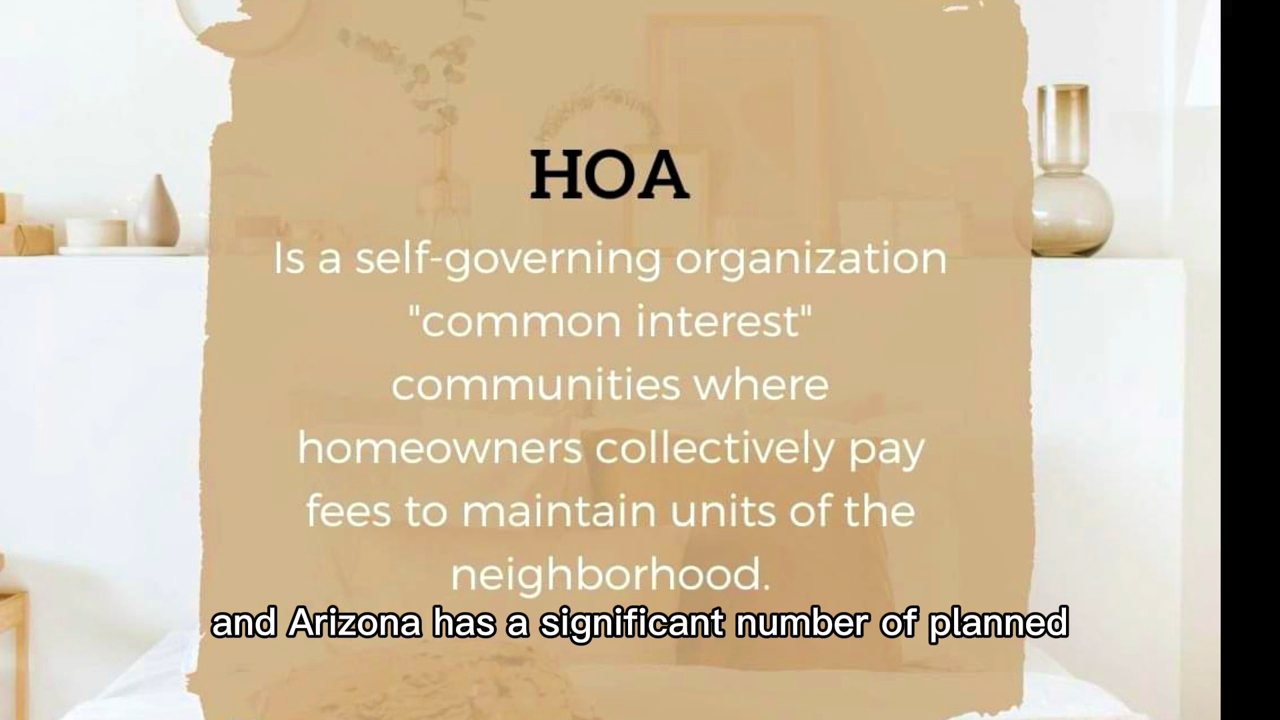 HOA
Is a self-governing organization
"common interest"
communities where
homeowners collectively pay
fees to maintain units of the
neighborhood.
and Arizona has a significant number of planned